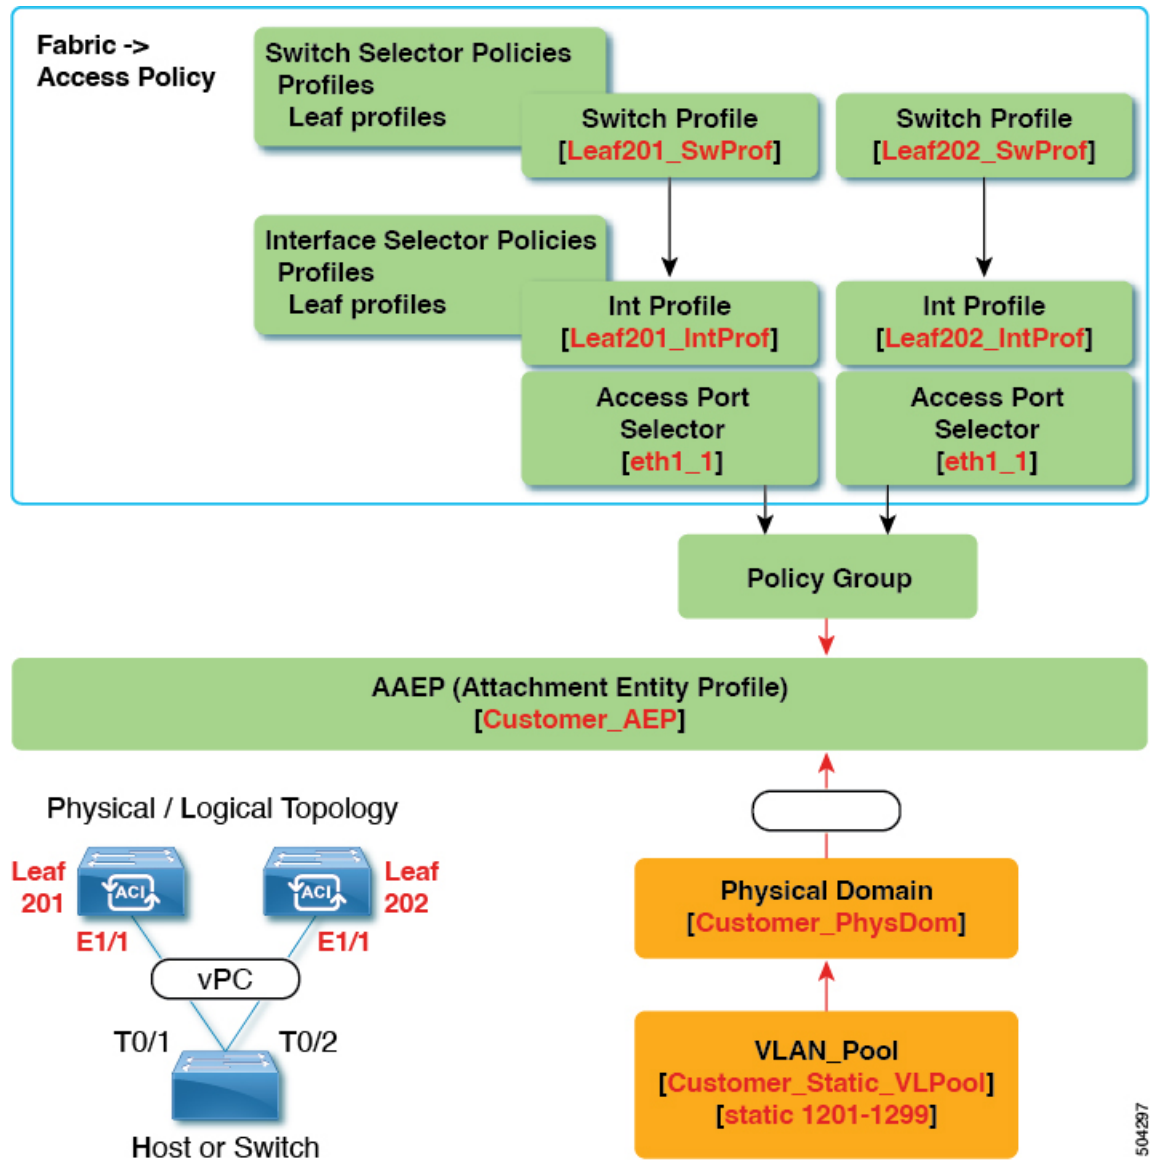 Fabric ->
Access Policy
Switch Selector Policies
Profiles
Leaf profiles
Switch Profile
[Leaf201_SwProf]
Switch Profile
[Leaf202_SwProf]
Interface Selector Policies
Profiles
Leaf profiles
Int Profile
[Leaf201_IntProf]
Int Profile
[Leaf202_IntProf]
Access Port
Selector
[eth1_1]
Access Port
Selector
[eth1_1]
Policy Group
AAEP (Attachment Entity Profile)
[Customer_AEP]
Physical / Logical Topology
Leaf
201
ACI
ACI
Leaf
202
E1/1
E1/1
vPC
T0/1
T0/2
Host or Switch
Physical Domain
[Customer_PhysDom]
VLAN_Pool
[Customer_Static_VLPool]
[static 1201-1299]
504297